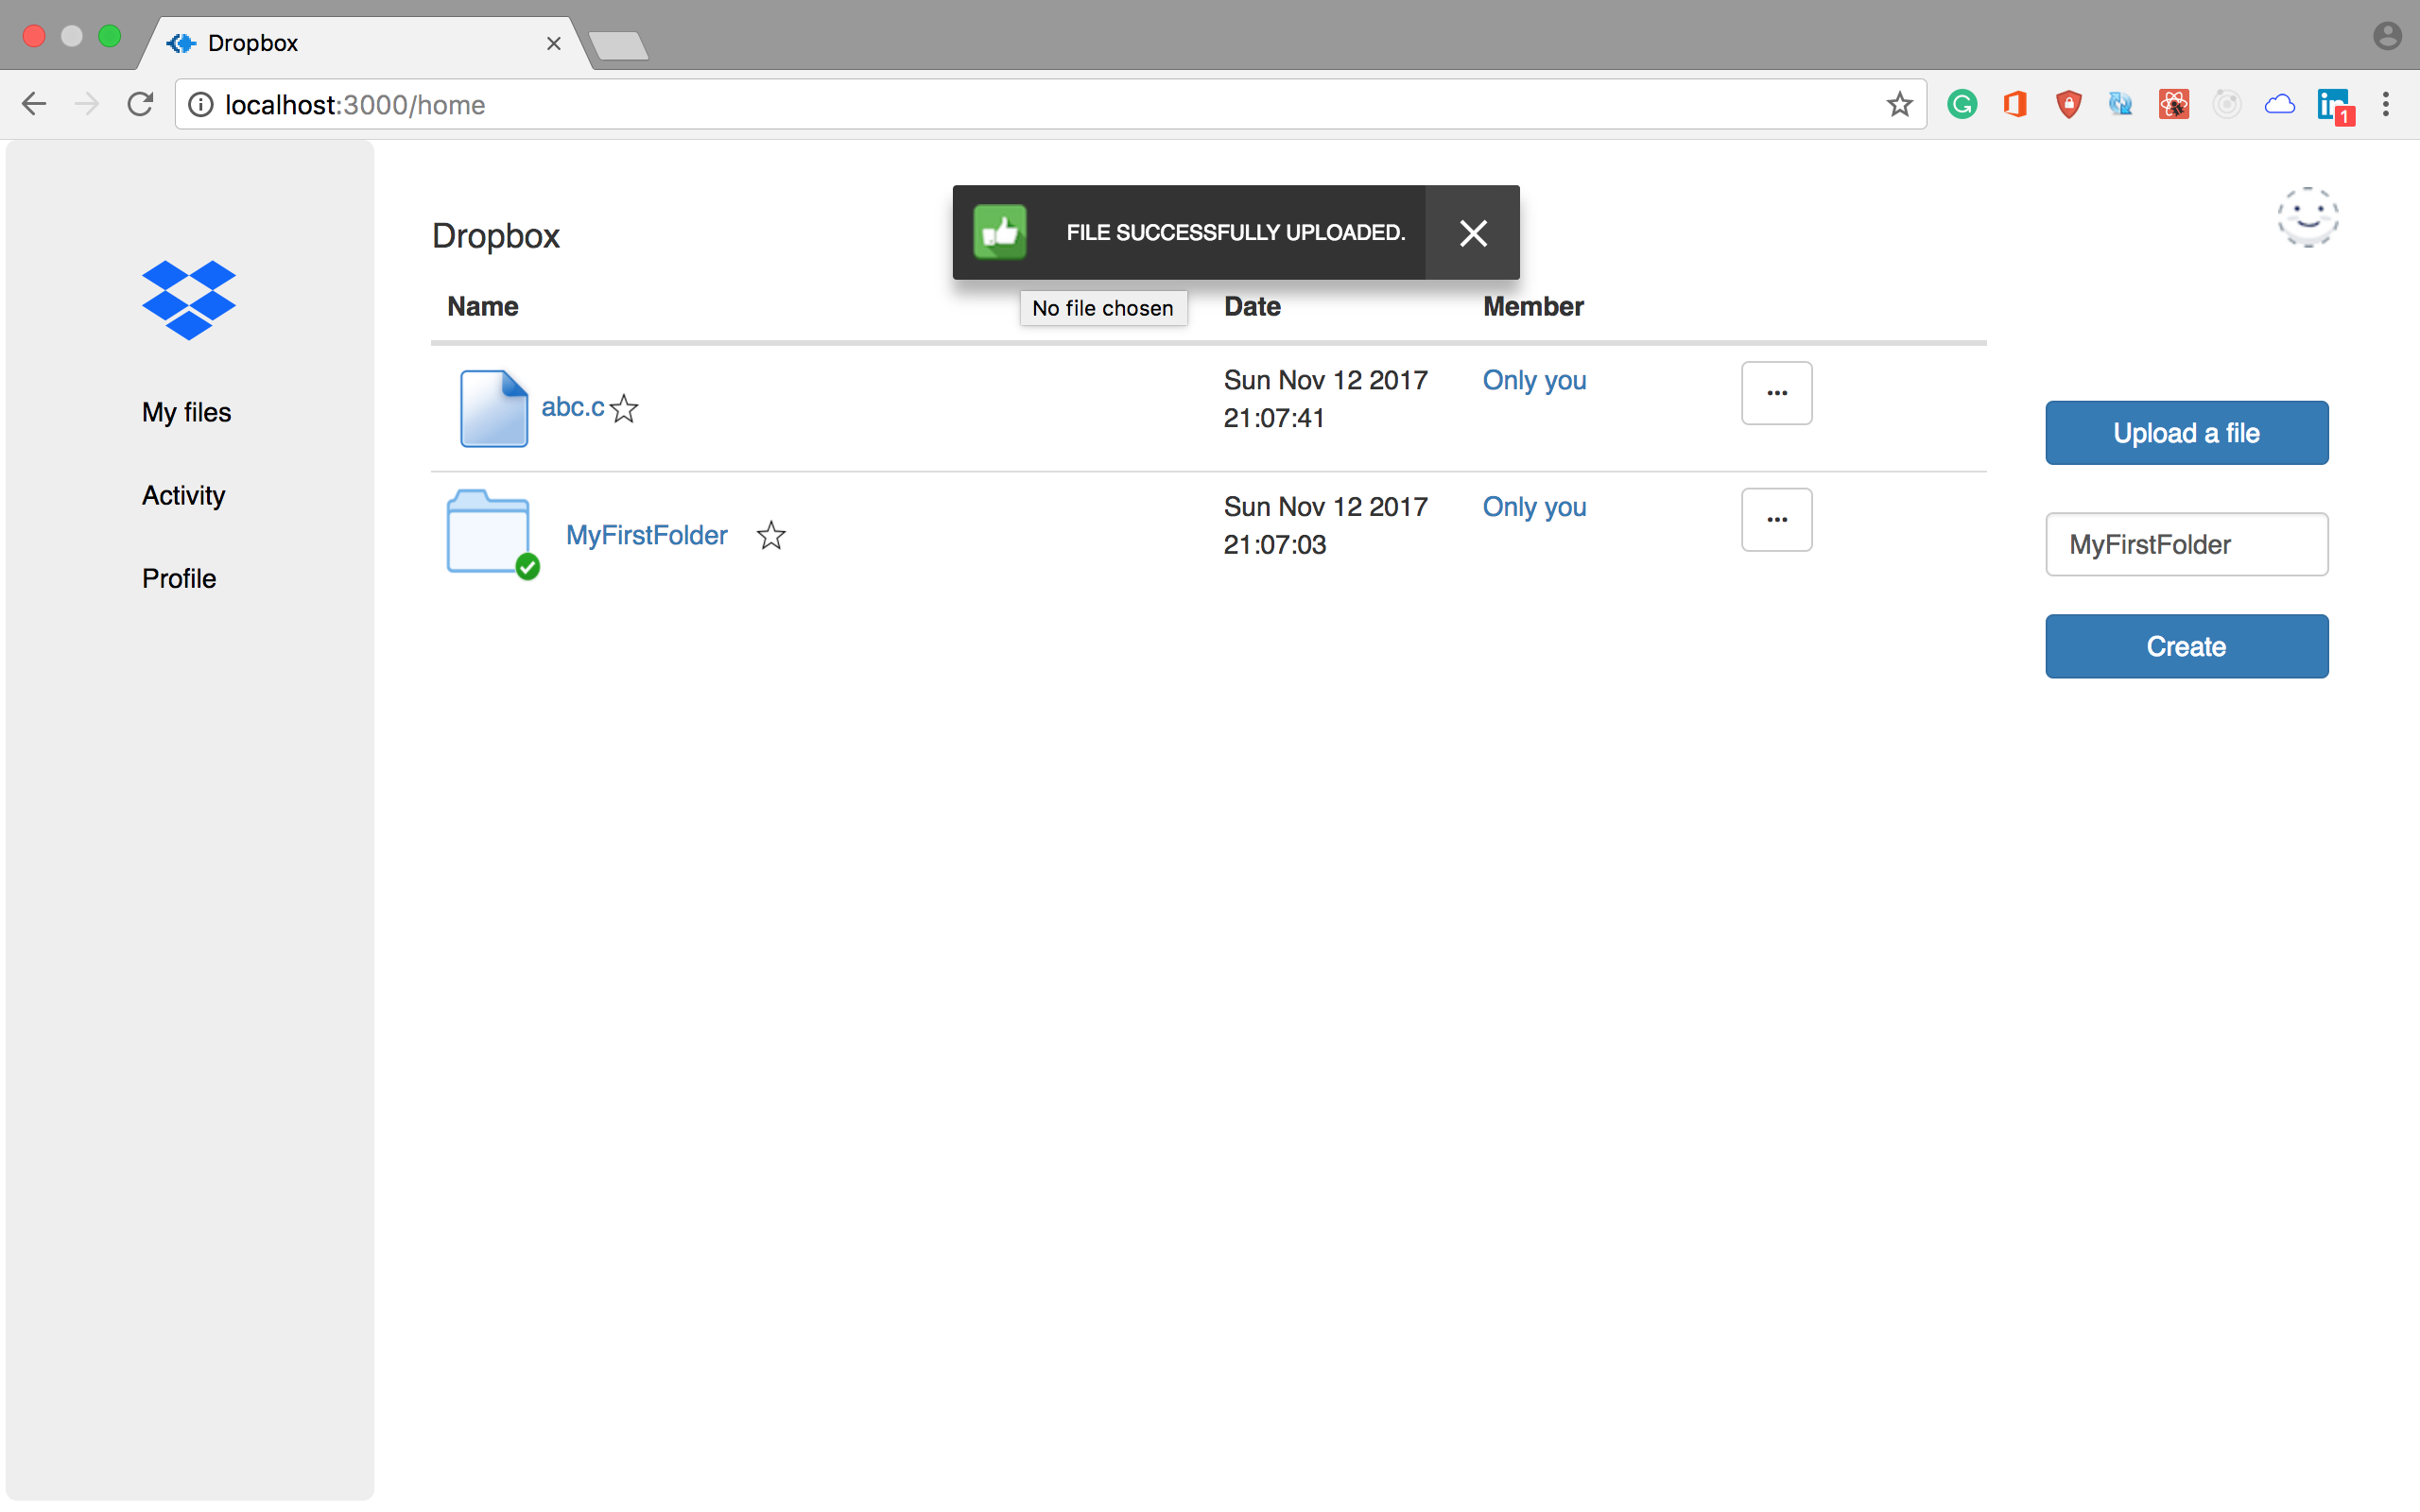 Dropbox
localhost:3000/home
1
Dropbox
FILE SUCCESSFULLY UPLOADED.
Name
No file chosen
Date
Member
abc.c
Sun Nov 12 2017
21:07:41
Only you
...
MyFirstFolder
Sun Nov 12 2017
21:07:03
Only you
...
My files
Activity
Profile
Upload a file
MyFirstFolder
Create